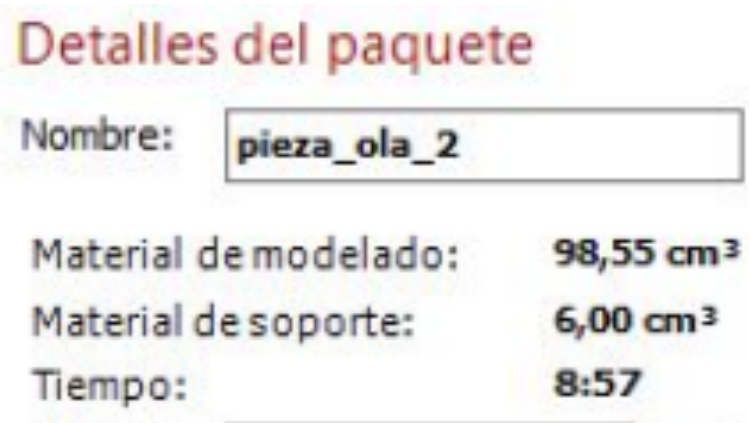 Detalles del paquete
Nombre: pieza_ola_2
Material de modelado: 98,55 cm³
Material de soporte: 6,00 cm³
Tiempo: 8:57